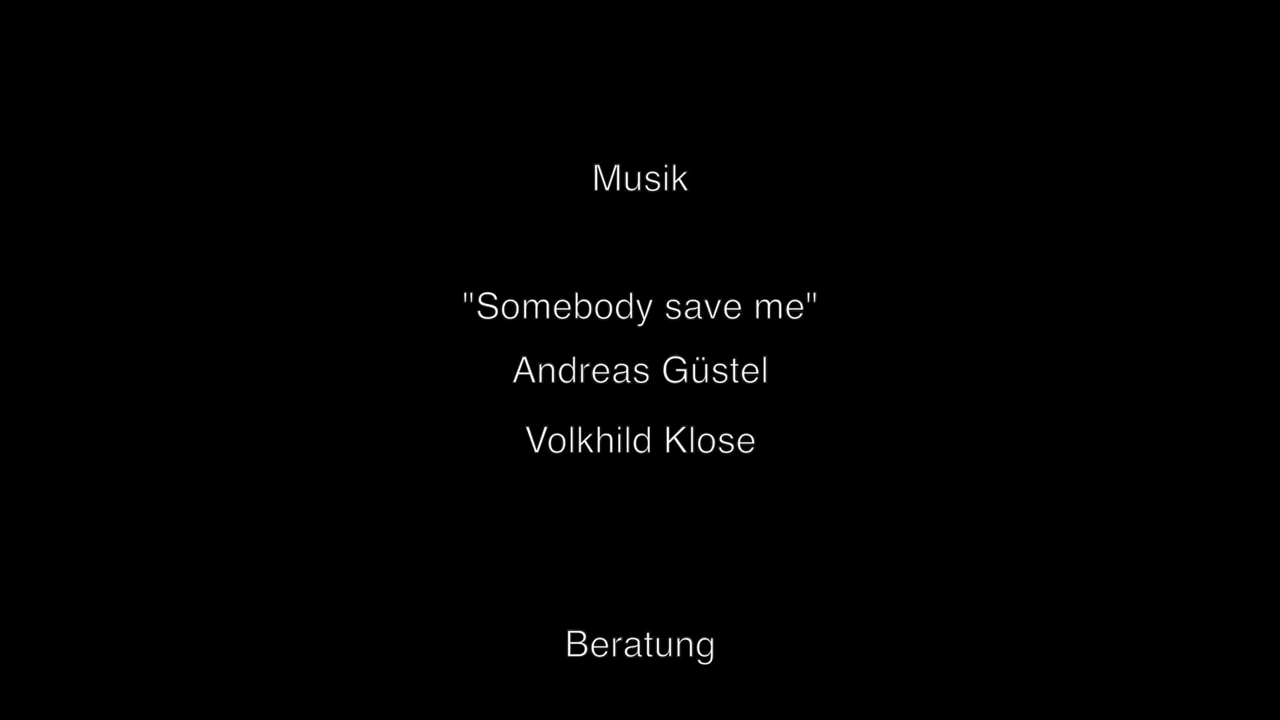 Musik
"Somebody save me"
Andreas Güstel
Volkhild Klose
Beratung